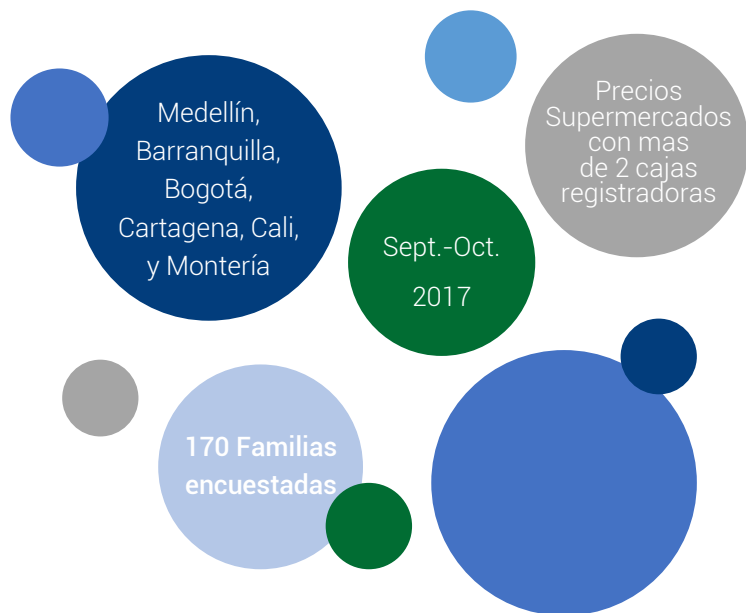 Medellín,
Barranquilla,
Bogotá,
Cartagena, Cali,
y Montería
Precios
Supermercados
con mas
de 2 cajas
registradoras
Sept.-Oct.
2017
170 Familias
encuestadas